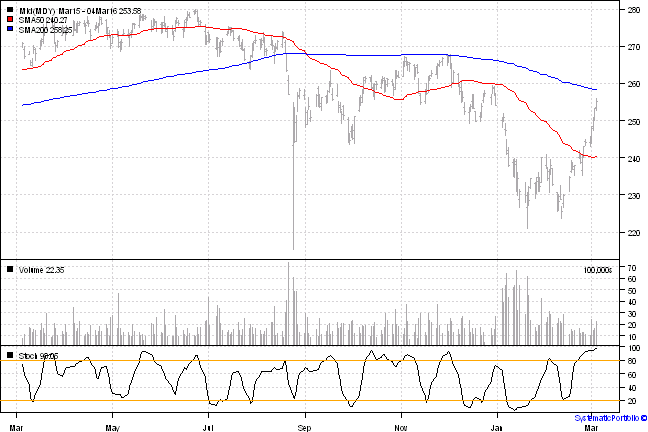 Mkt(MDY) Mar15 - 04Mar16 253.58
SMA50 240.27
SMA200 258.25
280
270
260
250
240
230
220
Volume 22.35
100,000s
70
60
50
40
30
20
10
Stoch 98.05
100
80
60
40
20
Mar May Jul Sep Nov Jan Mar
SystematicPortfolio ©